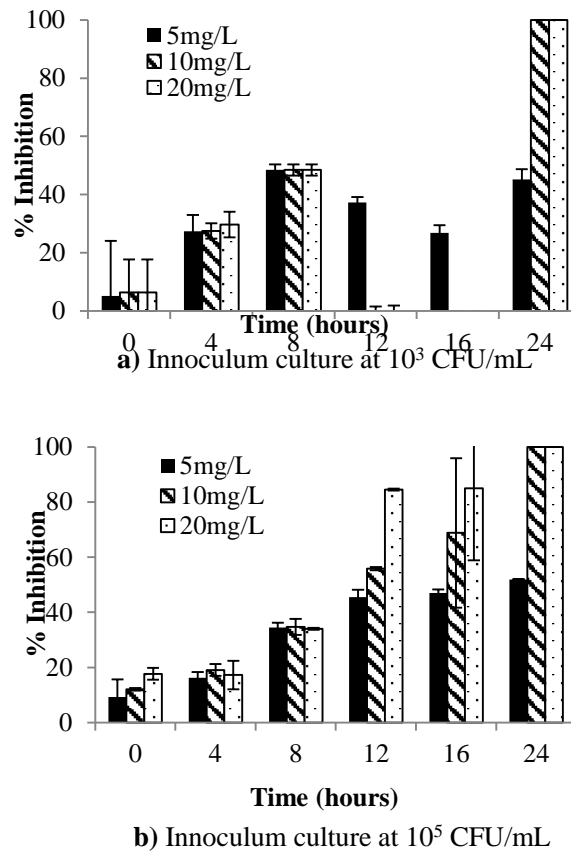 100
80
60
40
20
0
% Inhibition
5mg/L
10mg/L
20mg/L
0 4 8 12 16 24
Time (hours)
a) Innoculum culture at 10³ CFU/mL
100
80
60
40
20
0
% Inhibition
5mg/L
10mg/L
20mg/L
0 4 8 12 16 24
Time (hours)
b) Innoculum culture at 10⁵ CFU/mL